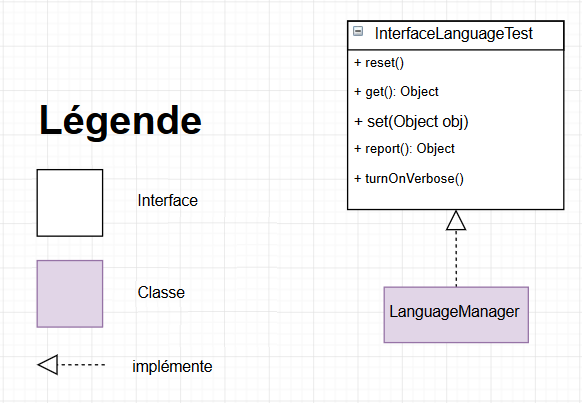 InterfaceLanguageTest
+ reset()
+ get(): Object
+ set(Object obj)
+ report(): Object
+ turnOnVerbose()
LanguageManager
Légende
Interface
Classe
implémente